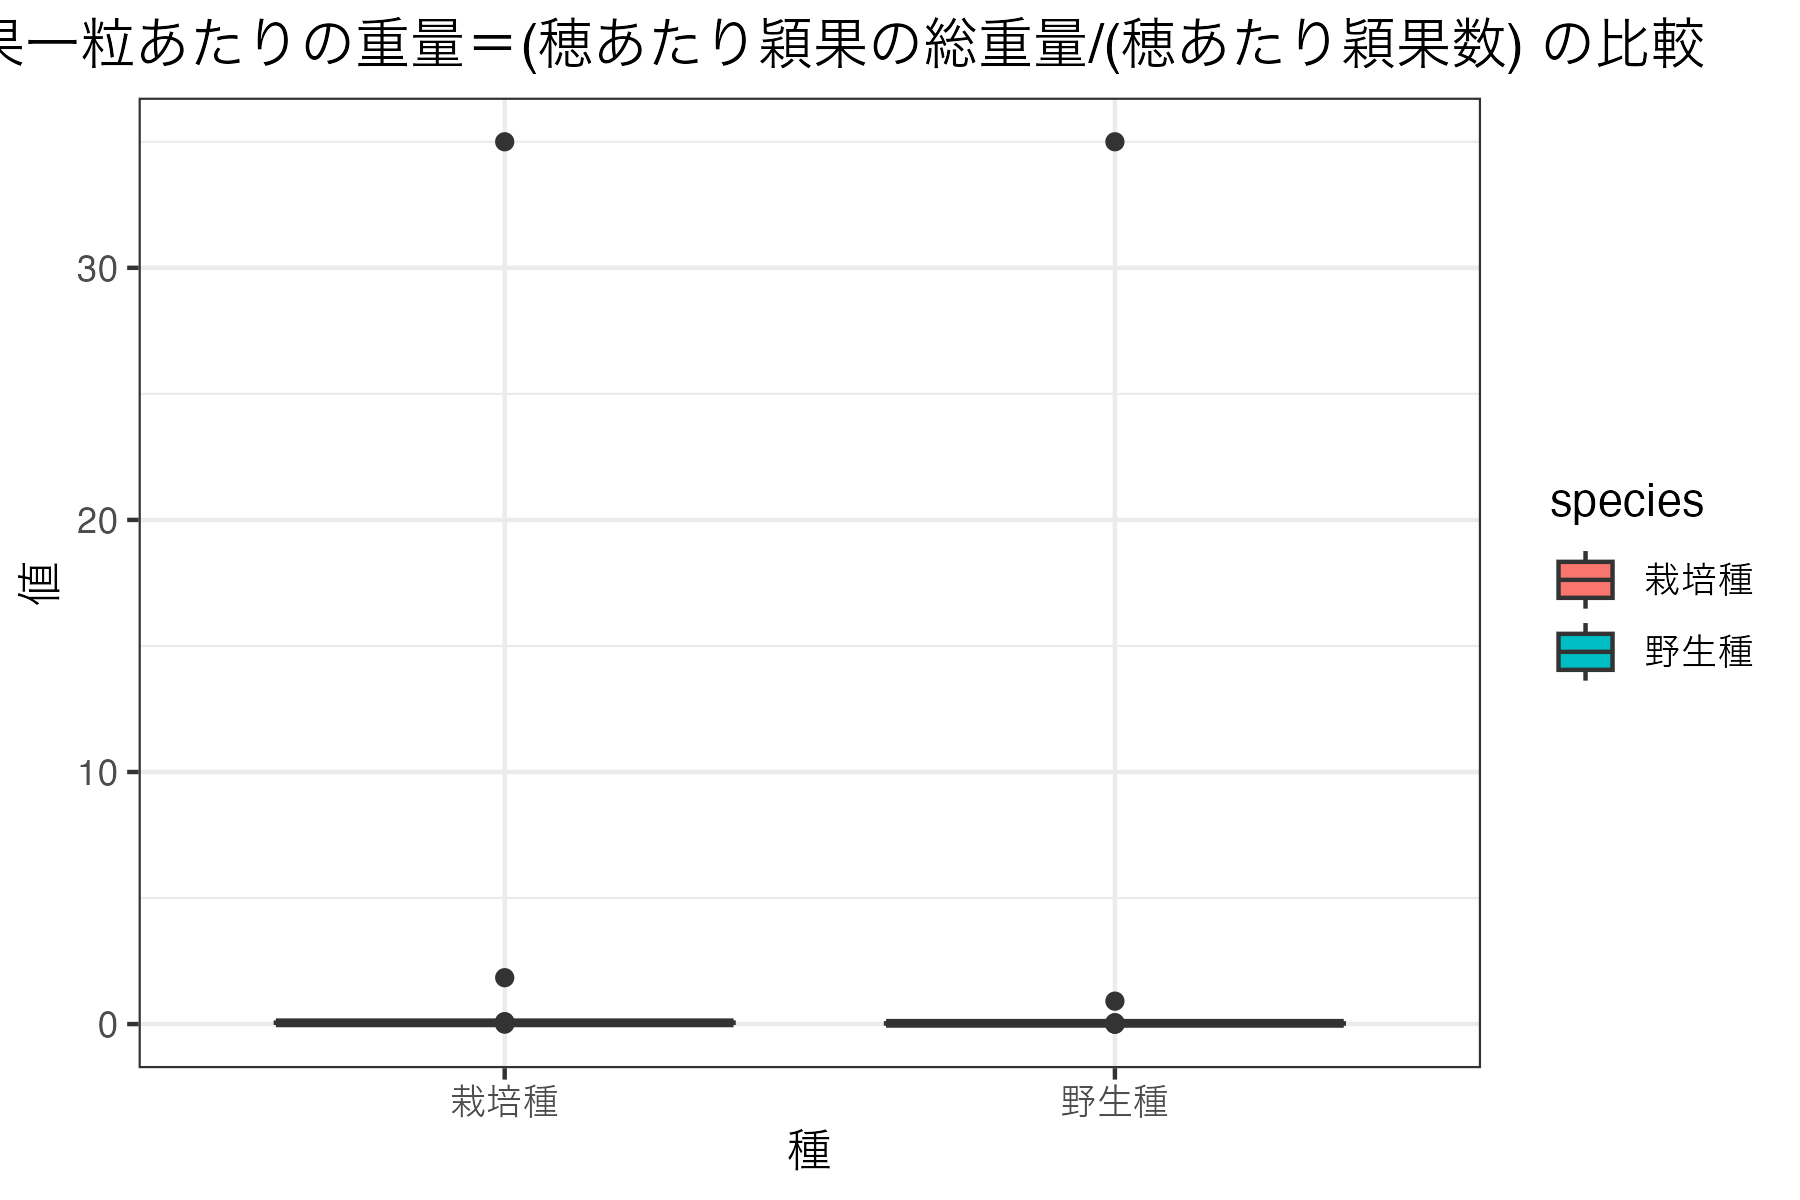 果一粒あたりの重量＝(穂あたり穎果の総重量/(穂あたり穎果数) の比較
30
20
10
0
値
栽培種
野生種
種
species
栽培種
野生種